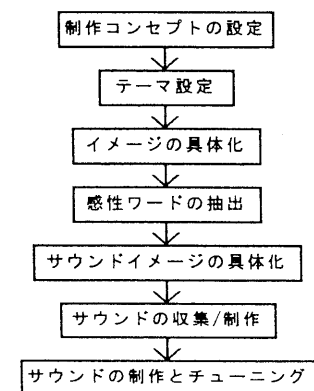 制作コンセプトの設定
テーマ設定
イメージの具体化
感性ワードの抽出
サウンドイメージの具体化
サウンドの収集/制作
サウンドの制作とチューニング